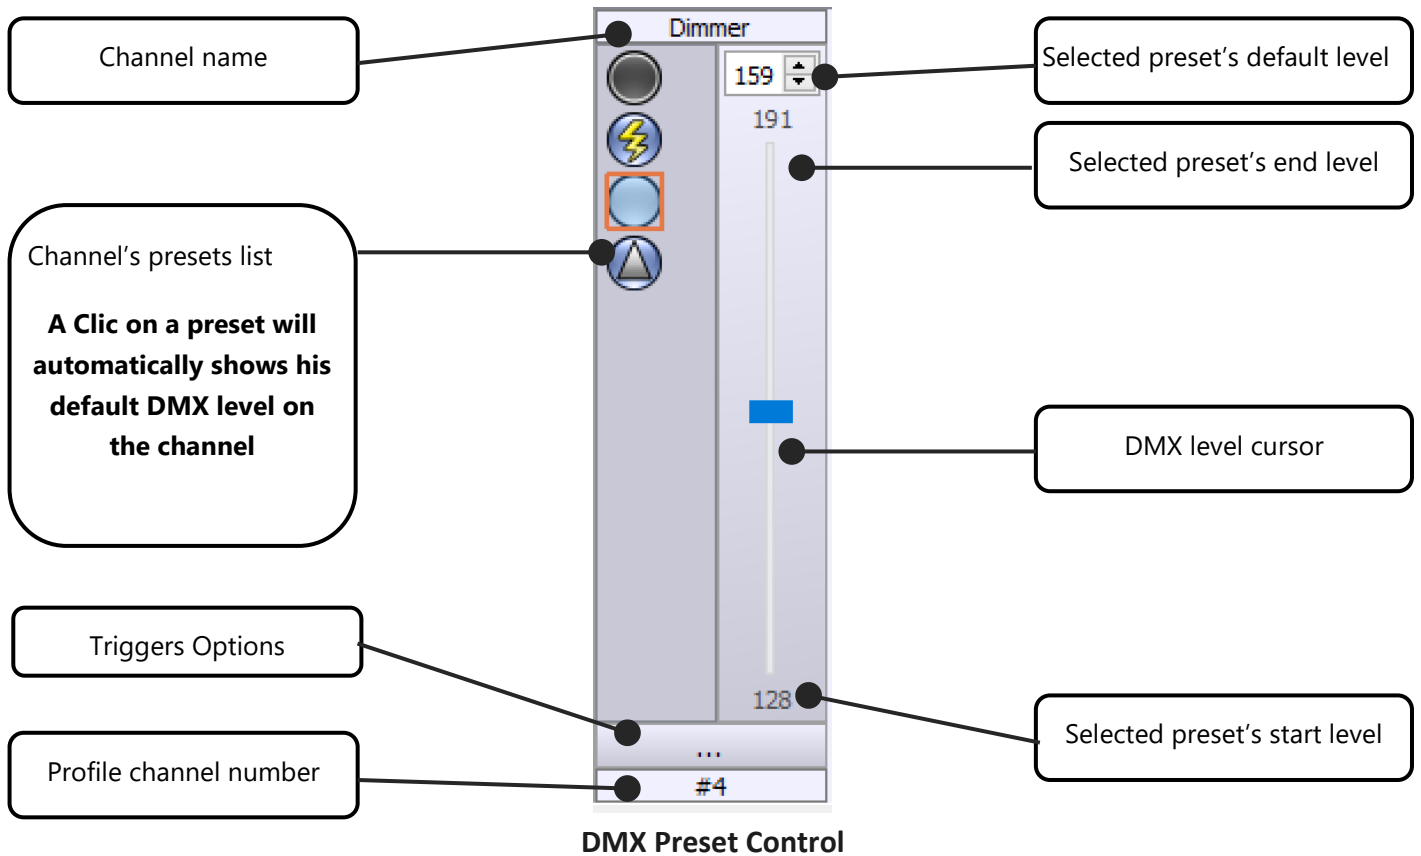 Channel name
Dimmer
159
Selected preset's default level
191
Selected preset's end level
Channel's presets list
A Clic on a preset will
automatically shows his
default DMX level on
the channel
DMX level cursor
Triggers Options
128
Selected preset's start level
...
Profile channel number
#4
DMX Preset Control